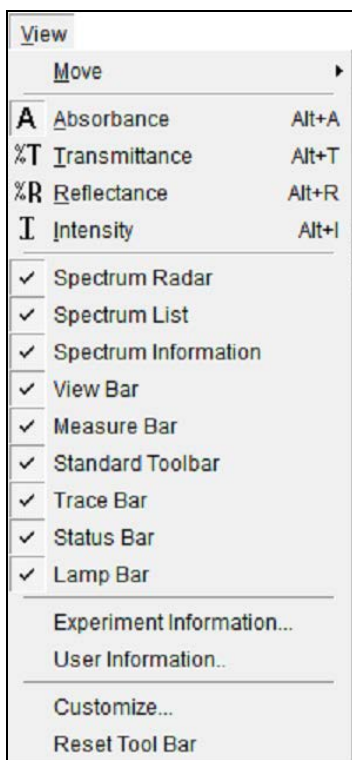 View
Move
A Absorbance Alt+A
%T Transmittance Alt+T
%R Reflectance Alt+R
I Intensity Alt+I
Spectrum Radar
Spectrum List
Spectrum Information
View Bar
Measure Bar
Standard Toolbar
Trace Bar
Status Bar
Lamp Bar
Experiment Information...
User Information..
Customize...
Reset Tool Bar